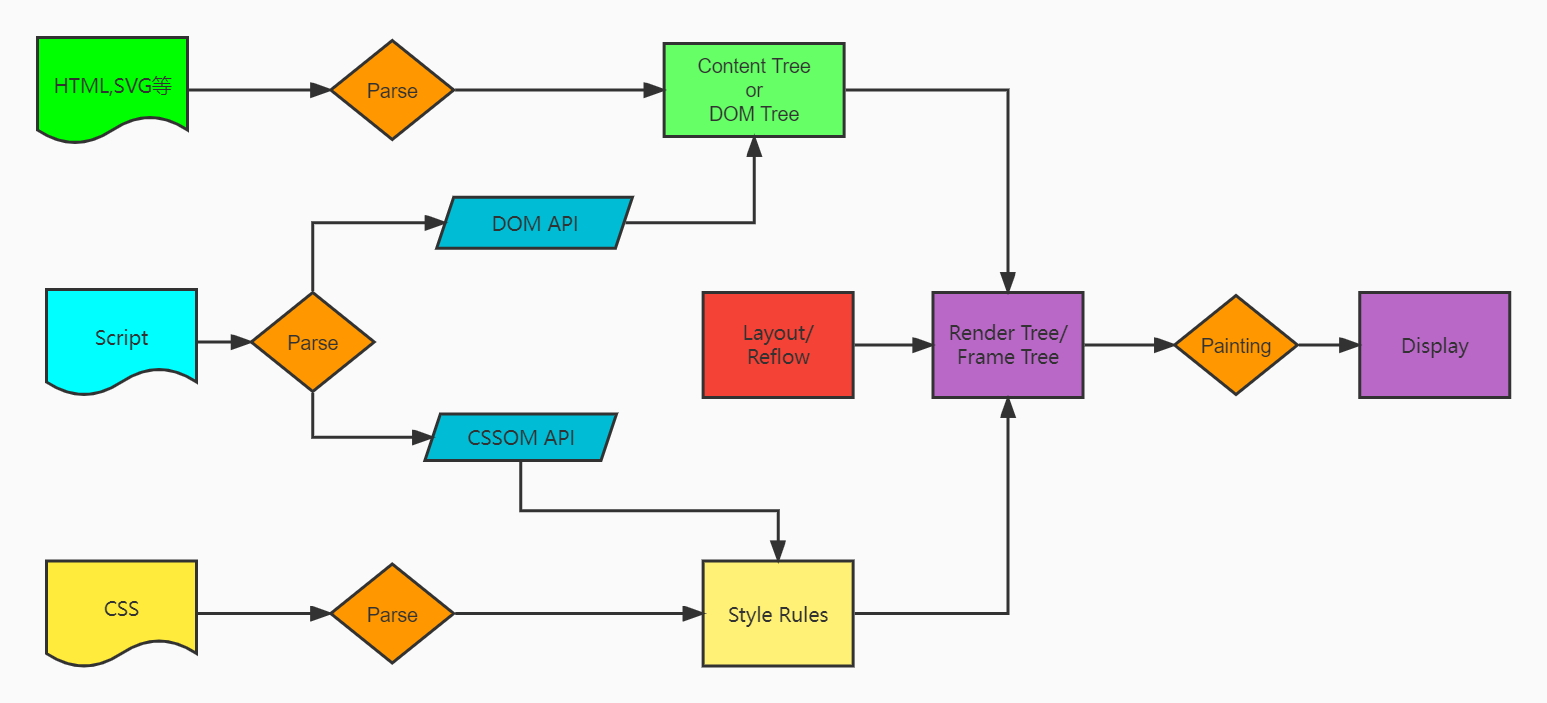 HTML,SVG等
Parse
Content Tree
or
DOM Tree
DOM API
Script
Parse
Layout/
Reflow
Render Tree/
Frame Tree
Painting
Display
CSSOM API
CSS
Parse
Style Rules